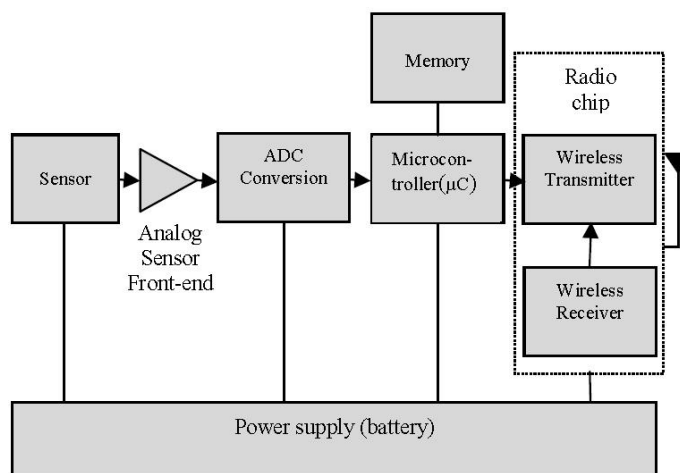 Memory
Radio
chip
Sensor
Analog
Sensor
Front-end
ADC
Conversion
Microcon-
troller(µC)
Wireless
Transmitter
Wireless
Receiver
Power supply (battery)